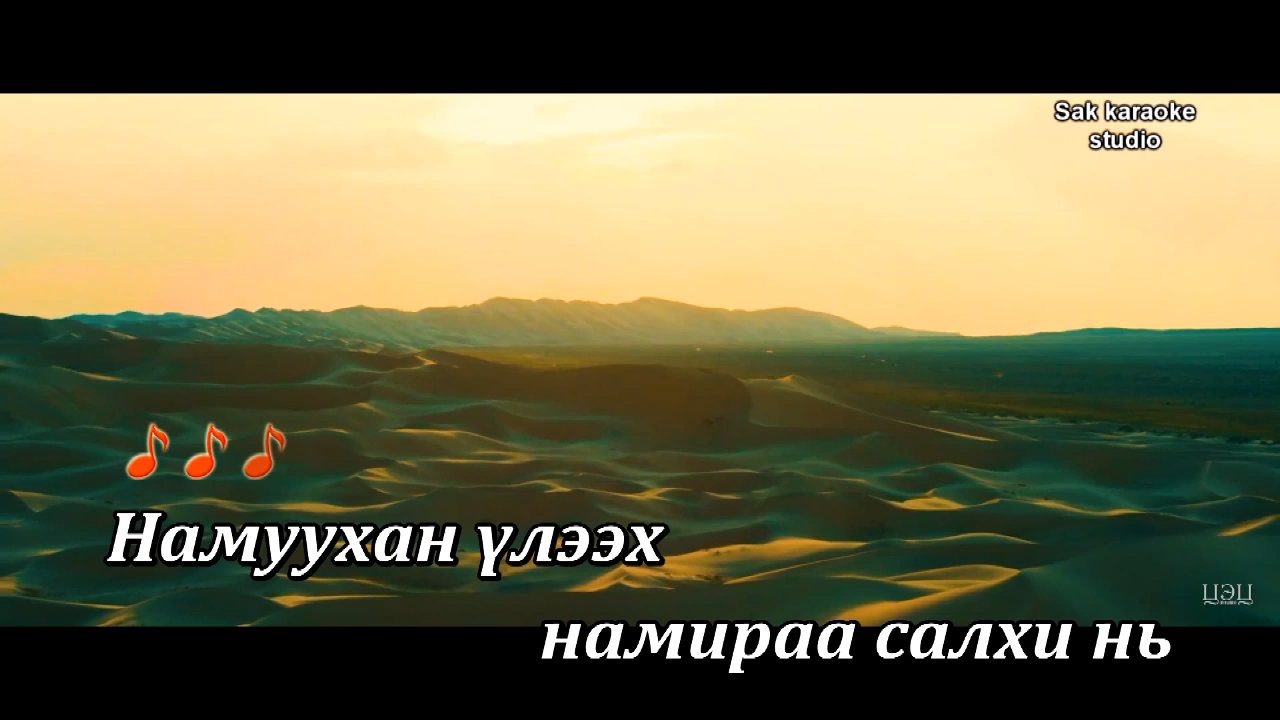 Sak karaoke
studio
Намуухан үлээх
намираа салхи нь
ЦЭЦ